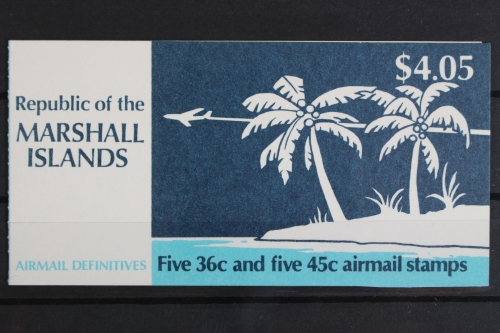 Republic of the
MARSHALL
ISLANDS
AIRMAIL DEFINITIVES
$4.05
Five 36c and five 45c airmail stamps